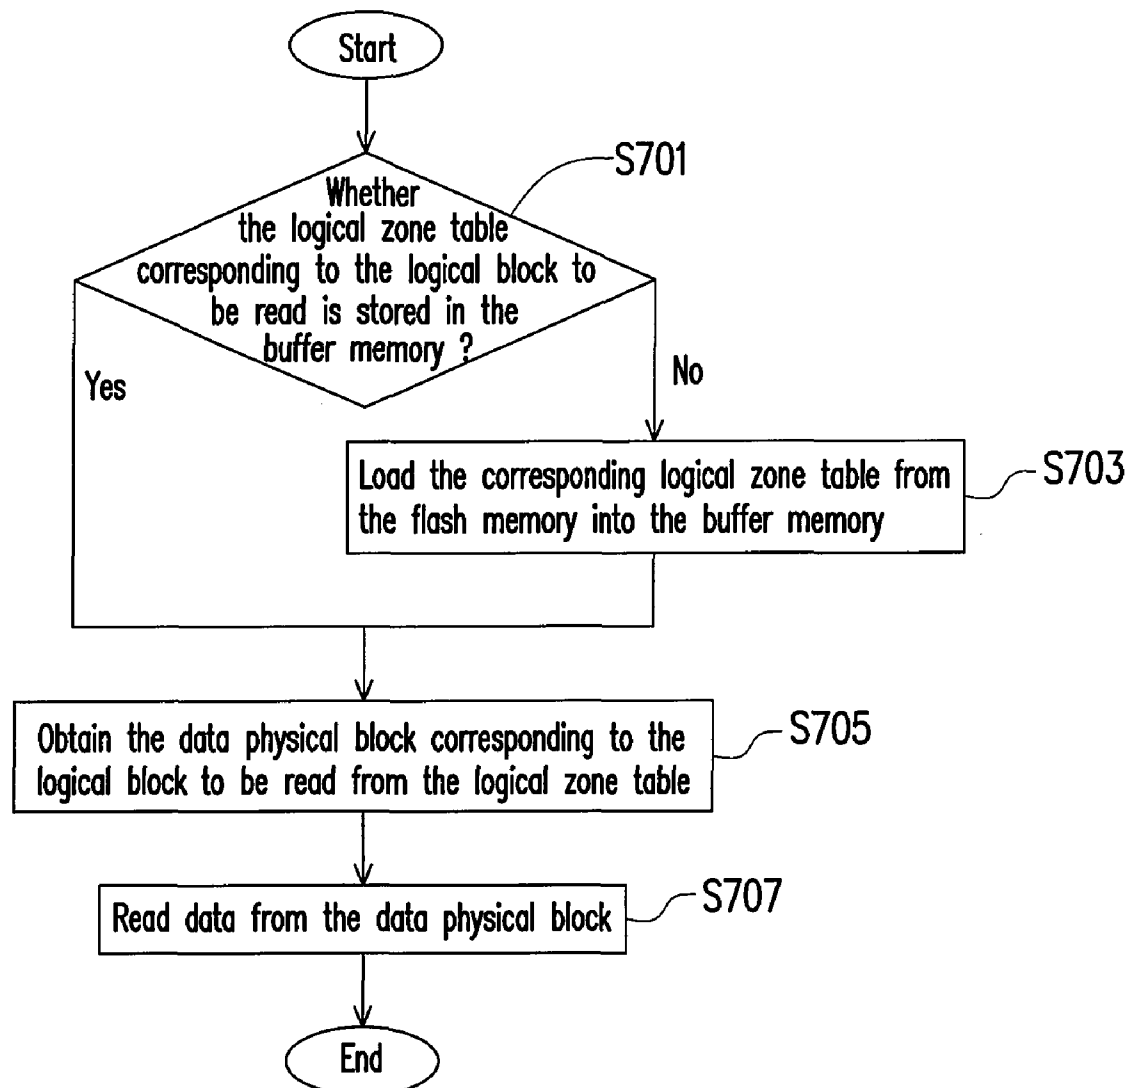 Start
S701
Whether
the logical zone table
corresponding to the logical block to
be read is stored in the
buffer memory ?
Yes
No
Load the corresponding logical zone table from
the flash memory into the buffer memory
S703
Obtain the data physical block corresponding to the
logical block to be read from the logical zone table
S705
Read data from the data physical block
S707
End